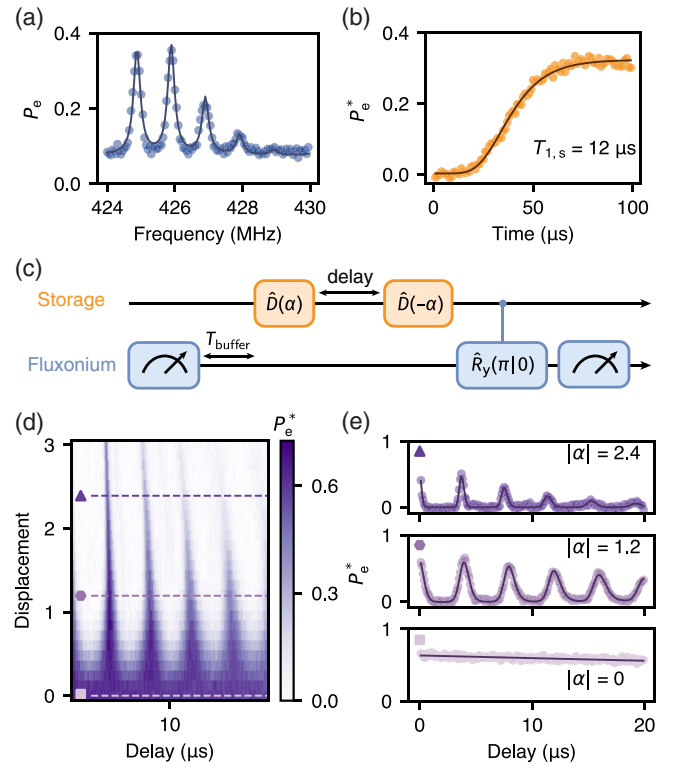 (a)
0.4
0.2
0.0
Pe
424
426
428
430
Frequency (MHz)
(b)
0.4
0.2
0.0
Pe*
T1, s = 12 µs
0
100
Time (µs)
(c)
Storage
D̂(α)
delay
D̂(−α)
Fluxonium
Tbuffer
R̂y(π|0)
(d)
3
2
1
0
Displacement
10
Delay (µs)
Pe*
0.6
0.3
0.0
(e)
1
0
|α| = 2.4
1
0
|α| = 1.2
Pe*
1
0
|α| = 0
0
10
20
Delay (µs)